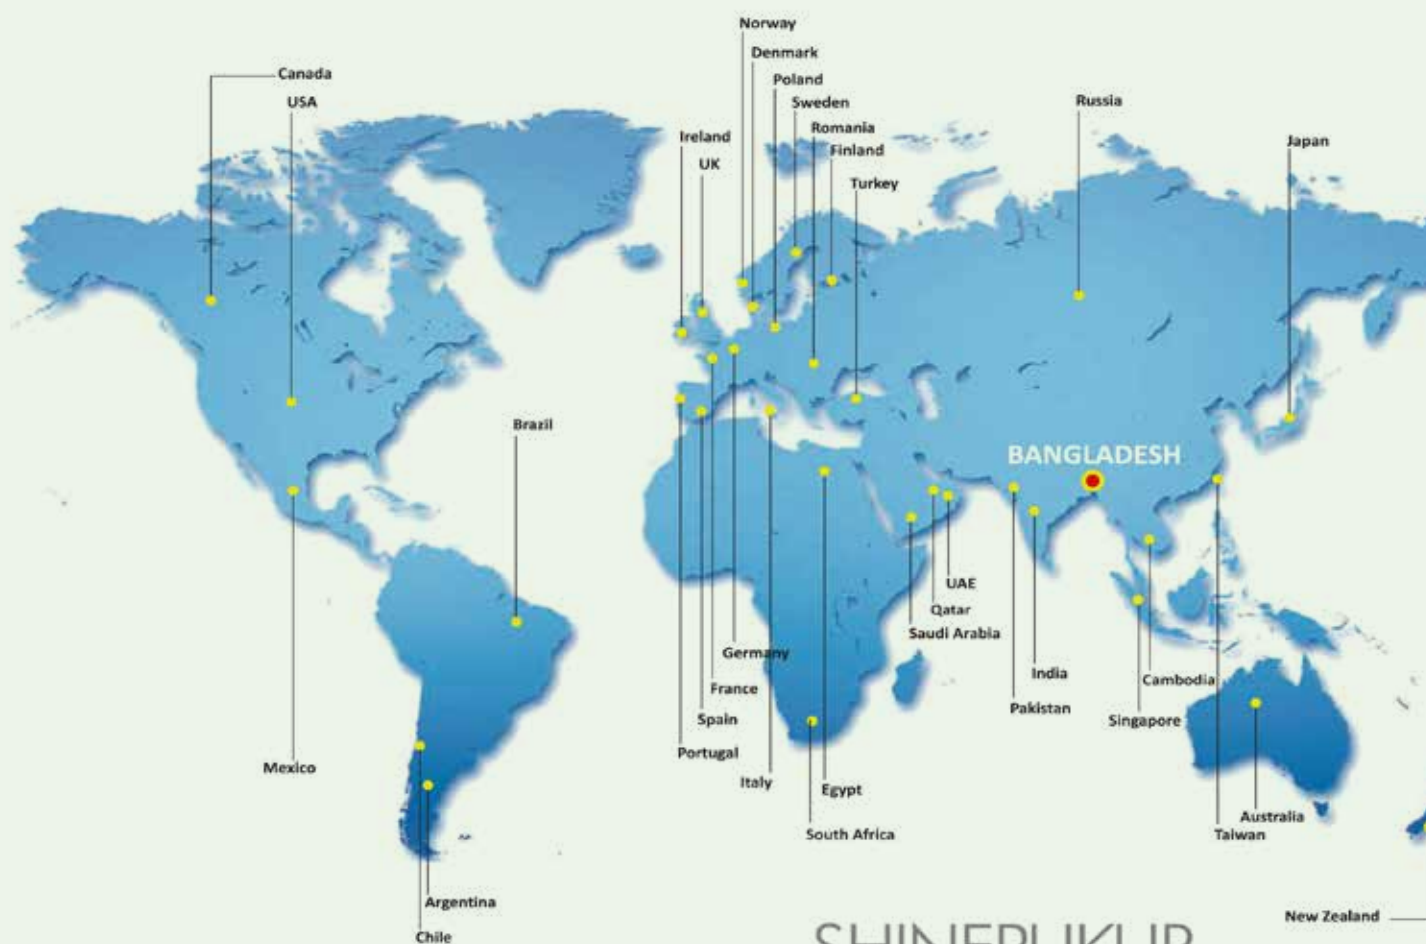 Norway
Denmark
Canada
Poland
USA
Sweden
Russia
Romania
Ireland
Japan
Finland
UK
Turkey
Brazil
BANGLADESH
UAE
Qatar
Saudi Arabia
Germany
India
Cambodia
France
Pakistan
Spain
Singapore
Portugal
Mexico
Italy
Egypt
Australia
South Africa
Taiwan
Argentina
New Zealand
Chile
SHINEPUKUR